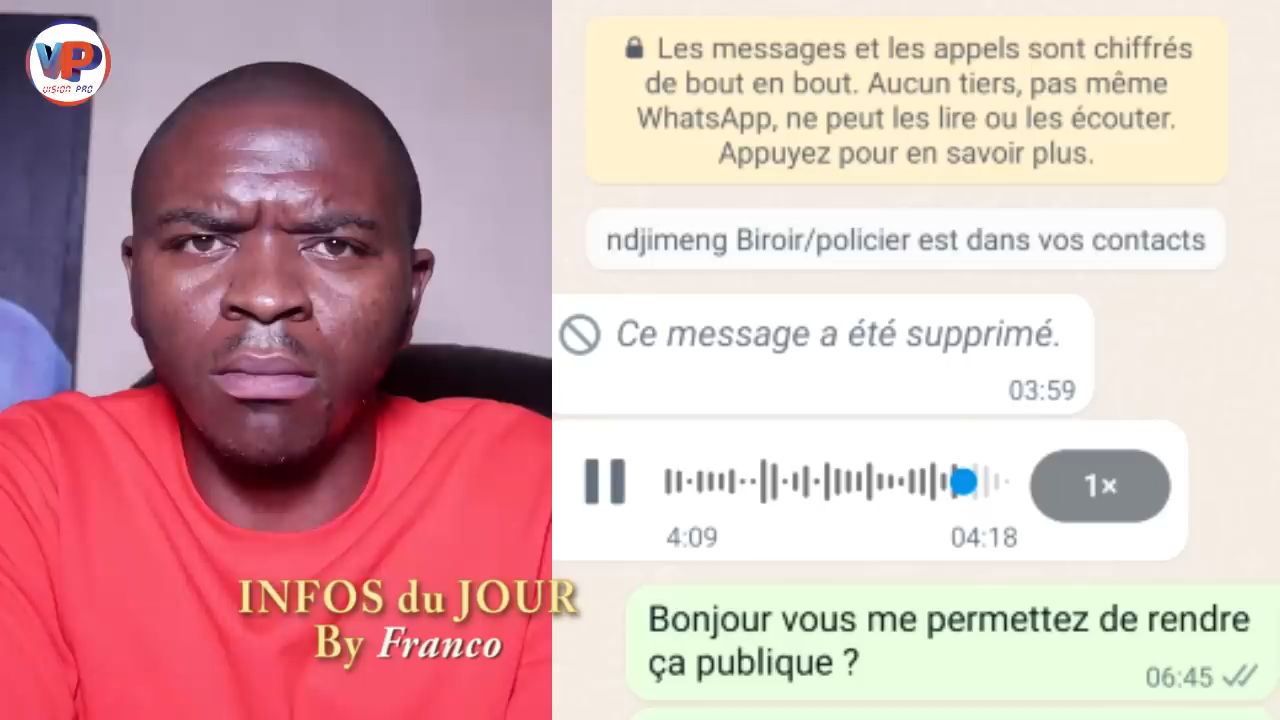 VP
VISION PRO
INFOS du JOUR
By Franco
Les messages et les appels sont chiffrés
de bout en bout. Aucun tiers, pas même
WhatsApp, ne peut les lire ou les écouter.
Appuyez pour en savoir plus.
ndjimeng Biroir/policier est dans vos contacts
Ce message a été supprimé.
03:59
1×
4:09 04:18
Bonjour vous me permettez de rendre
ça publique ?
06:45